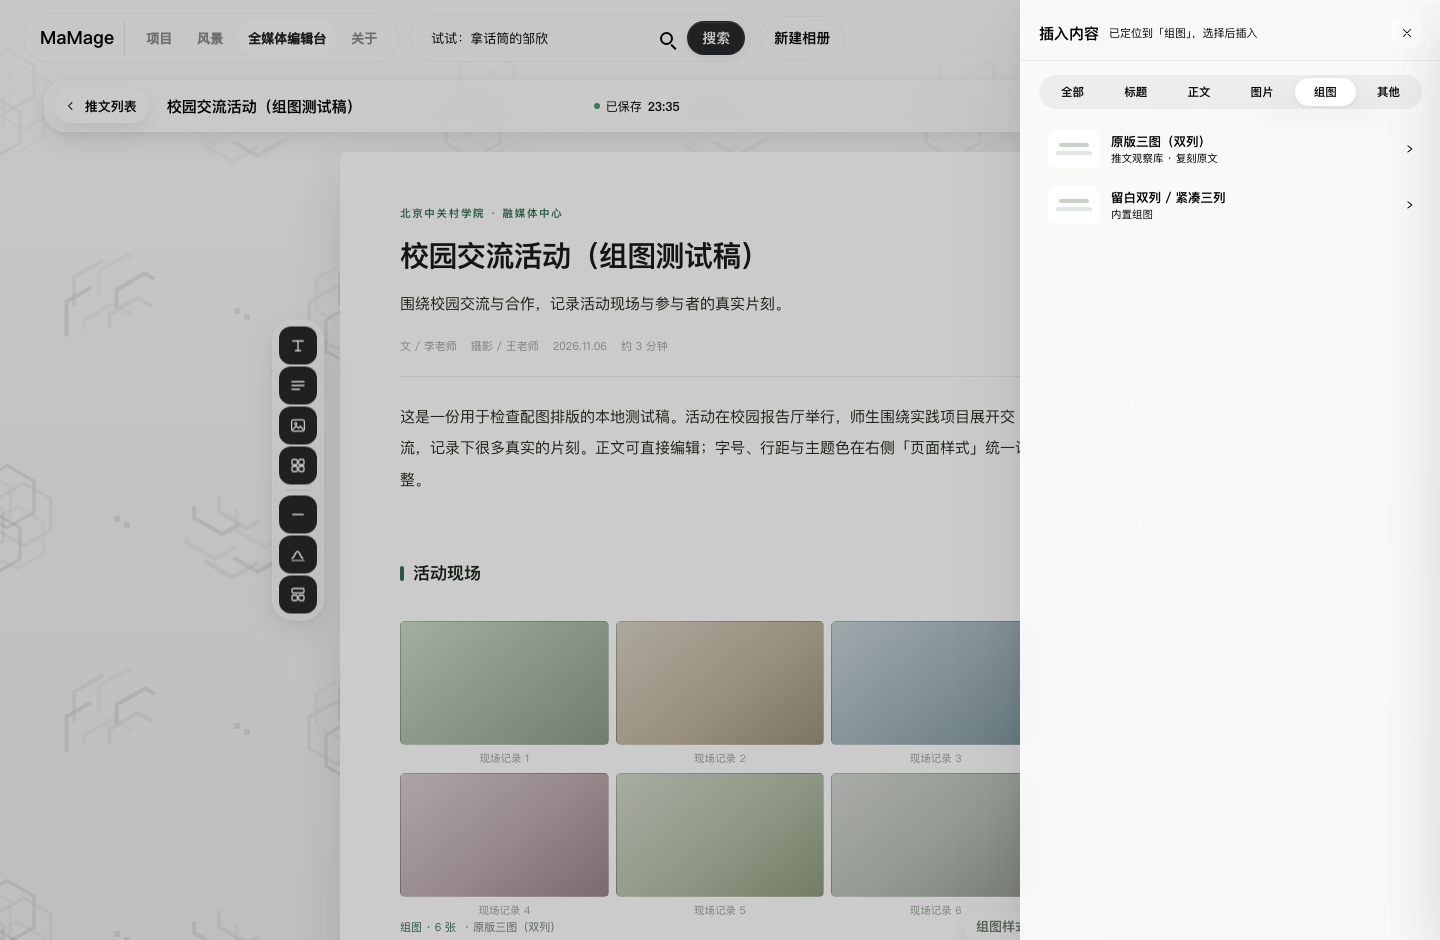 MaMage
项目
风景
全媒体编辑台
关于
试试：拿话筒的邹欣
搜索
新建相册
推文列表
校园交流活动（组图测试稿）
已保存 23:35
北京中关村学院 · 融媒体中心
校园交流活动（组图测试稿）
围绕校园交流与合作，记录活动现场与参与者的真实片刻。
文 / 李老师 摄影 / 王老师 2026.11.06 约 3 分钟
这是一份用于检查配图排版的本地测试稿。活动在校园报告厅举行，师生围绕实践项目展开交
流，记录下很多真实的片刻。正文可直接编辑；字号、行距与主题色在右侧「页面样式」统一
整。
活动现场
现场记录 1
现场记录 2
现场记录 3
现场记录 4
现场记录 5
现场记录 6
组图 · 6 张 · 原版三图（双列）
组图样式
插入内容
已定位到「组图」，选择后插入
全部
标题
正文
图片
组图
其他
原版三图（双列）
推文观察库 · 复刻原文
留白双列 / 紧凑三列
内置组图